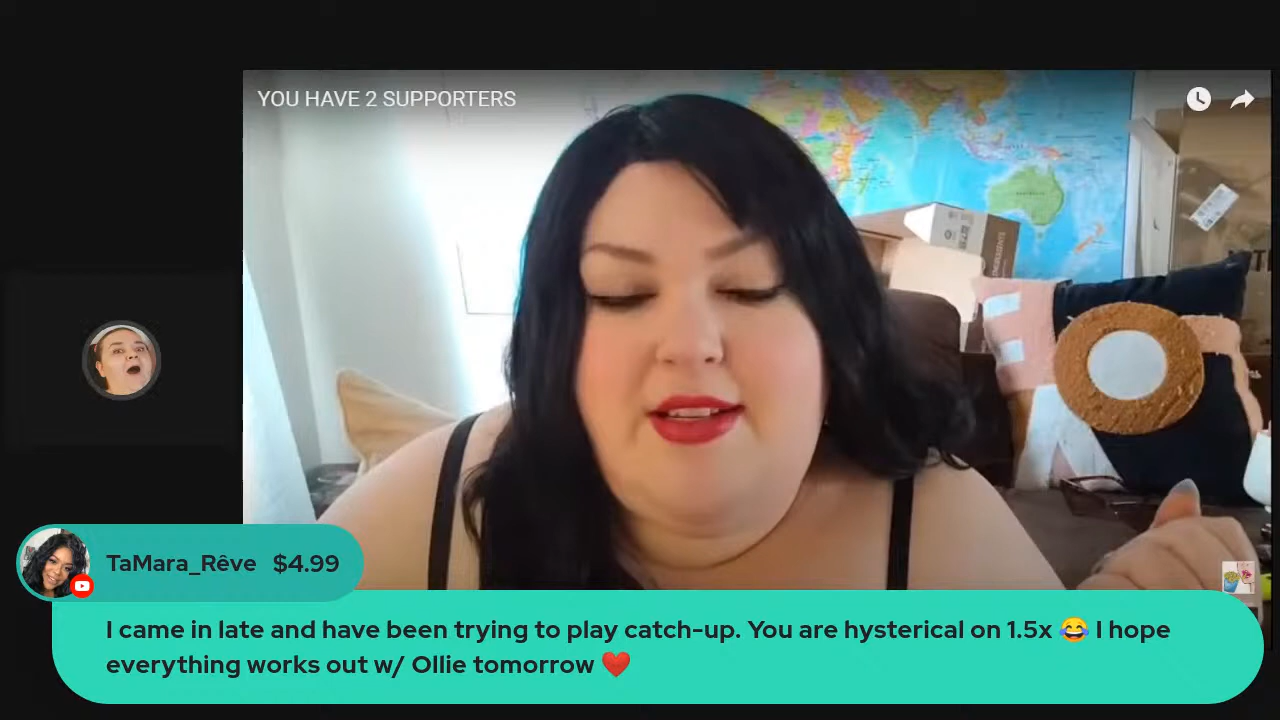 YOU HAVE 2 SUPPORTERS
TaMara_Rêve $4.99
I came in late and have been trying to play catch-up. You are hysterical on 1.5x 😂 I hope
everything works out w/ Ollie tomorrow ❤️